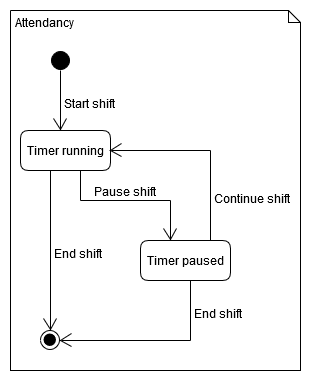 Attendancy
Start shift
Timer running
Pause shift
Continue shift
End shift
Timer paused
End shift